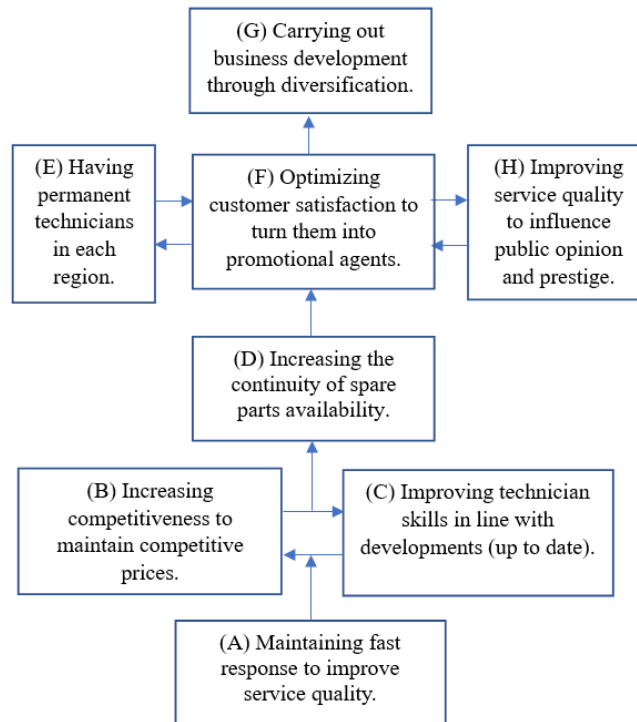 (G) Carrying out
business development
through diversification.
(E) Having
permanent
technicians
in each
region.
(F) Optimizing
customer satisfaction to
turn them into
promotional agents.
(H) Improving
service quality
to influence
public opinion
and prestige.
(D) Increasing the
continuity of spare
parts availability.
(B) Increasing
competitiveness to
maintain competitive
prices.
(C) Improving technician
skills in line with
developments (up to date).
(A) Maintaining fast
response to improve
service quality.